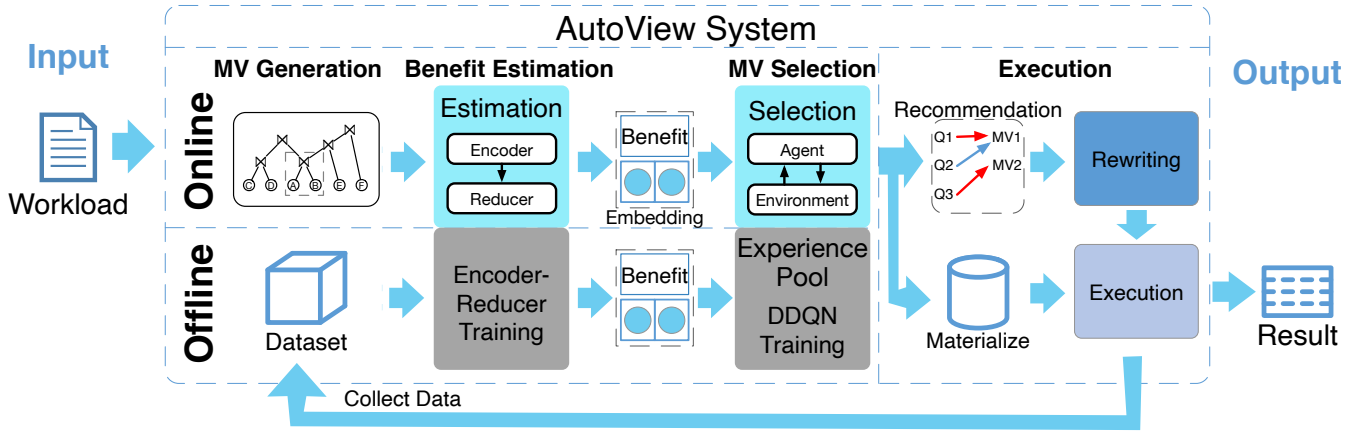 AutoView System
Input
Output
MV Generation
Benefit Estimation
MV Selection
Execution
Workload
Online
C
D
A
B
E
F
Estimation
Encoder
Reducer
Benefit
Embedding
Selection
Agent
Environment
Recommendation
Q1
MV1
Q2
MV2
Q3
Rewriting
Offline
Dataset
Encoder-
Reducer
Training
Benefit
Experience
Pool
DDQN
Training
Materialize
Execution
Result
Collect Data